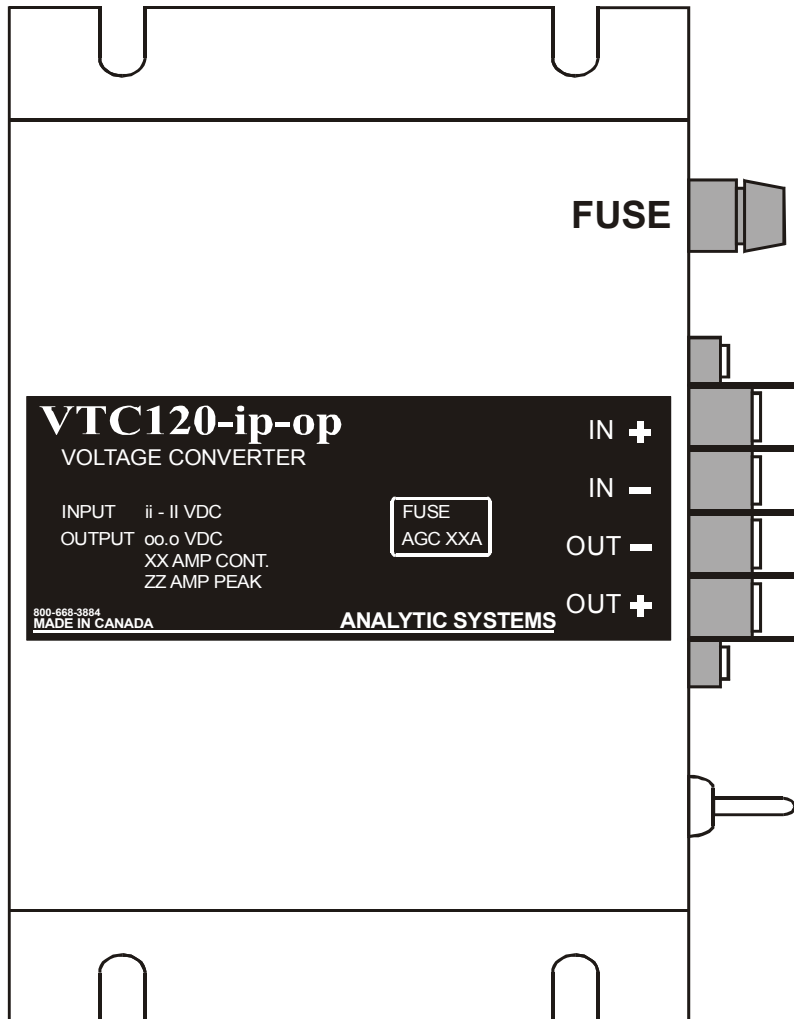 FUSE
VTC120-ip-op
VOLTAGE CONVERTER
INPUT ii - II VDC
OUTPUT oo.o VDC
XX AMP CONT.
ZZ AMP PEAK
FUSE
AGC XXA
IN +
IN −
OUT −
OUT +
800-668-3884
MADE IN CANADA
ANALYTIC SYSTEMS